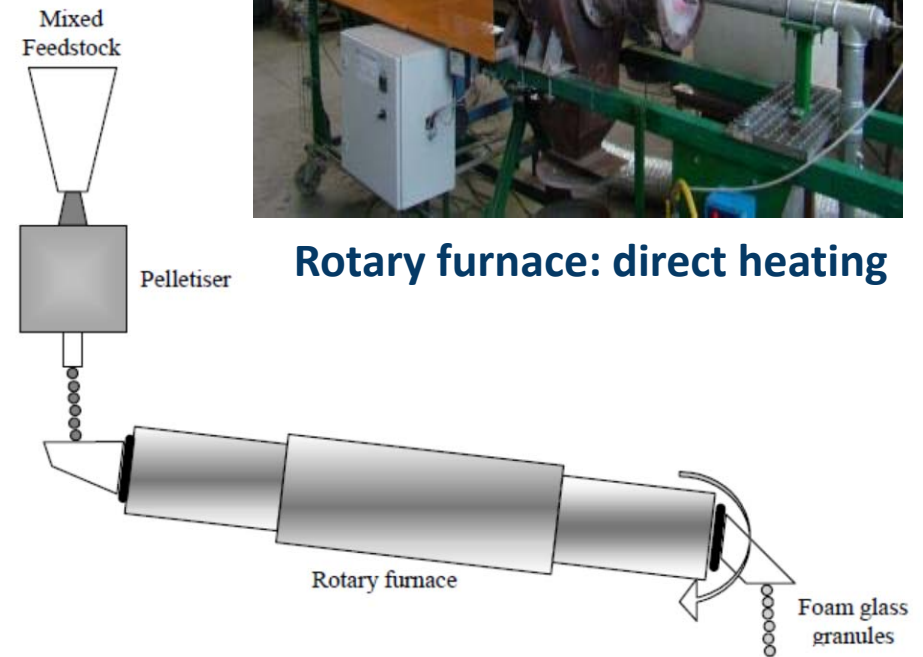 Mixed
Feedstock
Rotary furnace: direct heating
Pelletiser
Rotary furnace
Foam glass
granules